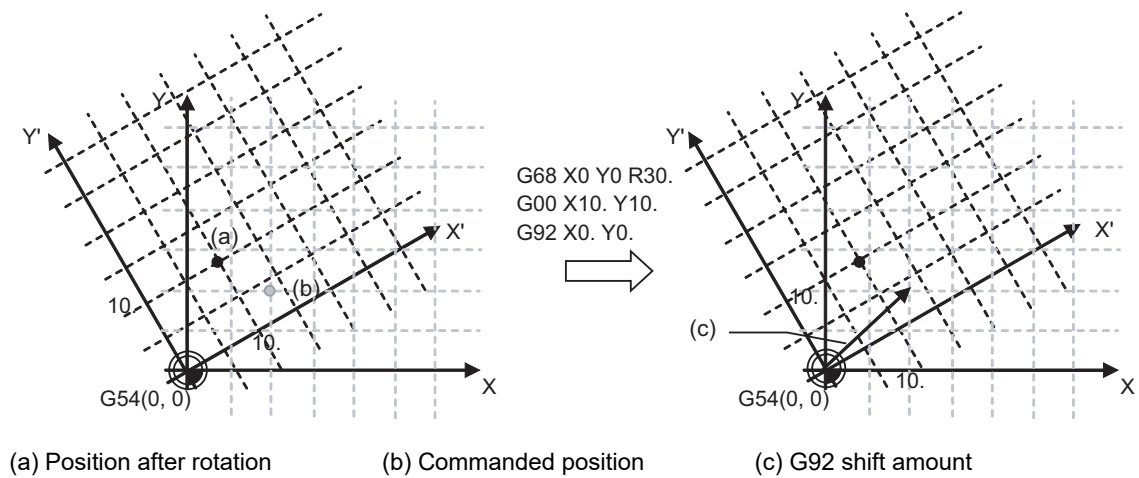 Y
Y'
(a)
X'
(b)
10.
10.
X
G54(0, 0)
G68 X0 Y0 R30.
G00 X10. Y10.
G92 X0. Y0.
Y
Y'
X'
10.
(c)
10.
X
G54(0, 0)
(a) Position after rotation
(b) Commanded position
(c) G92 shift amount